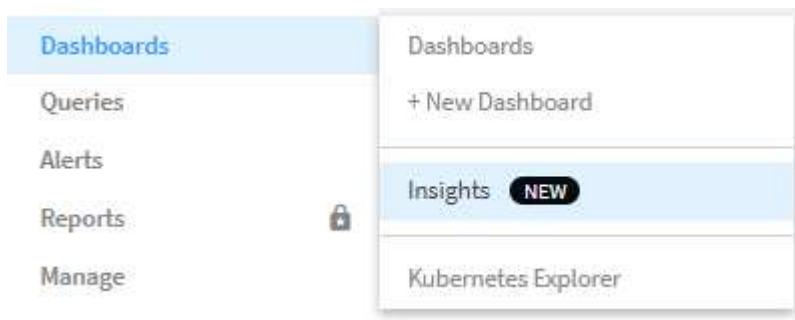 Dashboards
Queries
Alerts
Reports
Manage
Dashboards
+ New Dashboard
Insights NEW
Kubernetes Explorer